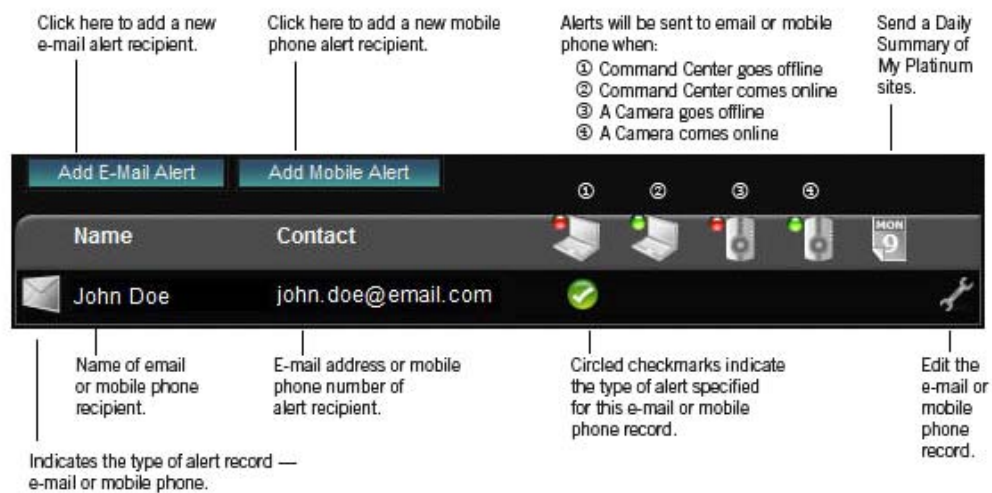 Click here to add a new
e-mail alert recipient.
Click here to add a new mobile
phone alert recipient.
Alerts will be sent to email or mobile
phone when:
① Command Center goes offline
② Command Center comes online
③ A Camera goes offline
④ A Camera comes online
Send a Daily
Summary of
My Platinum
sites.
Add E-Mail Alert
Add Mobile Alert
① ② ③ ④
Name
Contact
MON
9
John Doe
john.doe@email.com
Name of email
or mobile phone
recipient.
E-mail address or mobile
phone number of
alert recipient.
Circled checkmarks indicate
the type of alert specified
for this e-mail or mobile
phone record.
Edit the
e-mail or
mobile
phone
record.
Indicates the type of alert record —
e-mail or mobile phone.